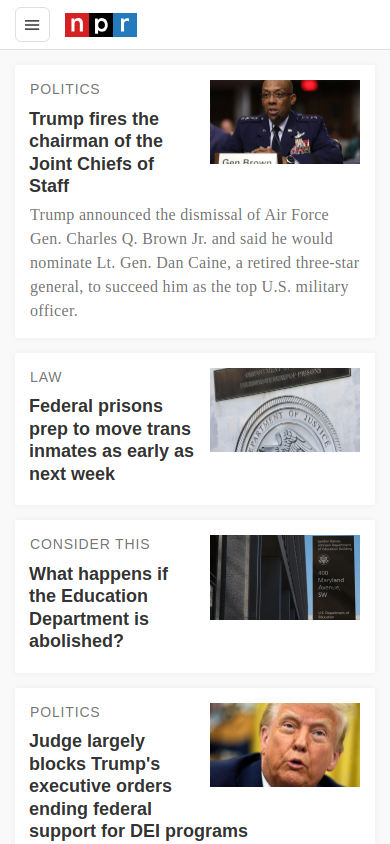 npr
POLITICS
Trump fires the
chairman of the
Joint Chiefs of
Staff
Gen Brown
Trump announced the dismissal of Air Force
Gen. Charles Q. Brown Jr. and said he would
nominate Lt. Gen. Dan Caine, a retired three-star
general, to succeed him as the top U.S. military
officer.
LAW
Federal prisons
prep to move trans
inmates as early as
next week
DEPARTMENT OF JUSTICE
CONSIDER THIS
What happens if
the Education
Department is
abolished?
400
Maryland
Avenue,
SW
POLITICS
Judge largely
blocks Trump's
executive orders
ending federal
support for DEI programs